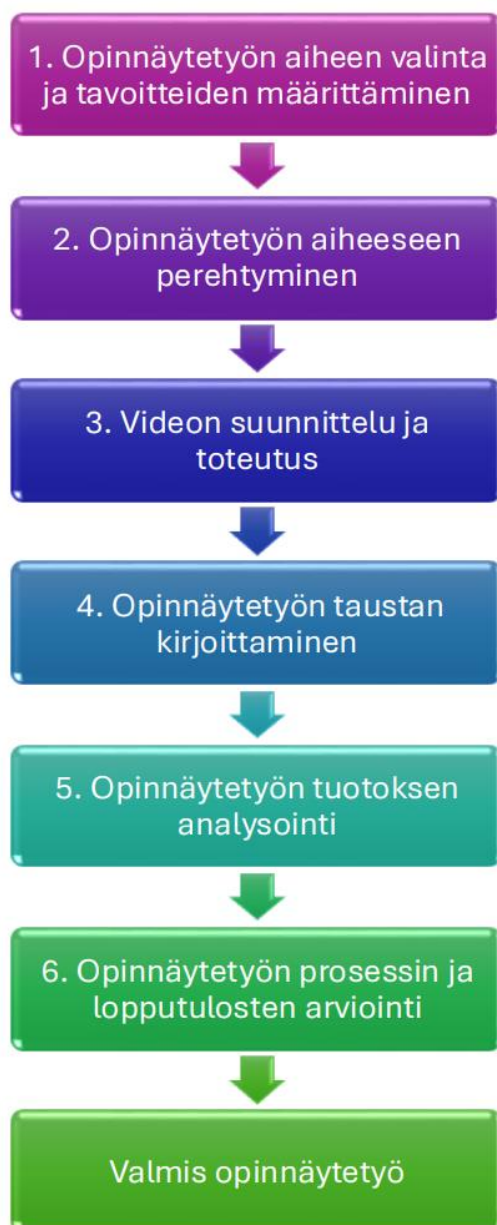 1. Opinnäytetyön aiheen valinta
ja tavoitteiden määrittäminen
2. Opinnäytetyön aiheeseen
perehtyminen
3. Videon suunnittelu ja
toteutus
4. Opinnäytetyön taustan
kirjoittaminen
5. Opinnäytetyön tuotoksen
analysointi
6. Opinnäytetyön prosessin ja
lopputulosten arviointi
Valmis opinnäytetyö